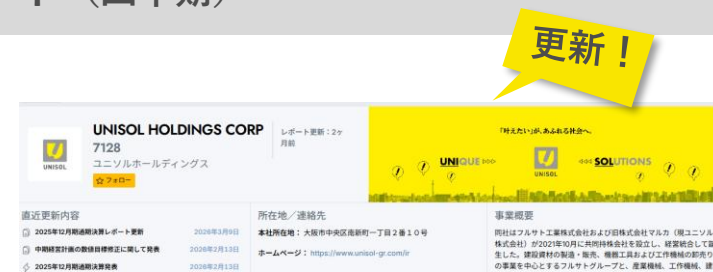 更新！
UNISOL HOLDINGS CORP
7128
ユニソルホールディングス
☆フォロー
レポート更新：2ヶ
月前
UNISOL
「叶えたい」が、あふれる社会へ。
UNIQUE
SOLUTIONS
UNISOL
直近更新内容
2025年12月期通期決算レポート更新 2026年3月9日
中期経営計画の数値目標修正に関して発表 2026年2月13日
2025年12月期通期決算発表 2026年2月13日
所在地／連絡先
本社所在地：大阪市中央区南新町一丁目２番１０号
ホームページ：https://www.unisol-gr.com/ir
事業概要
同社はフルサト工業株式会社および旧株式会社マルカ（現ユニソル
株式会社）が2021年10月に共同持株会社を設立し、経営統合して
生した。建設資材の製造・販売、機器工具および工作機械の卸売り
の事業を中心とするフルサトグループと、産業機械、工作機械、建